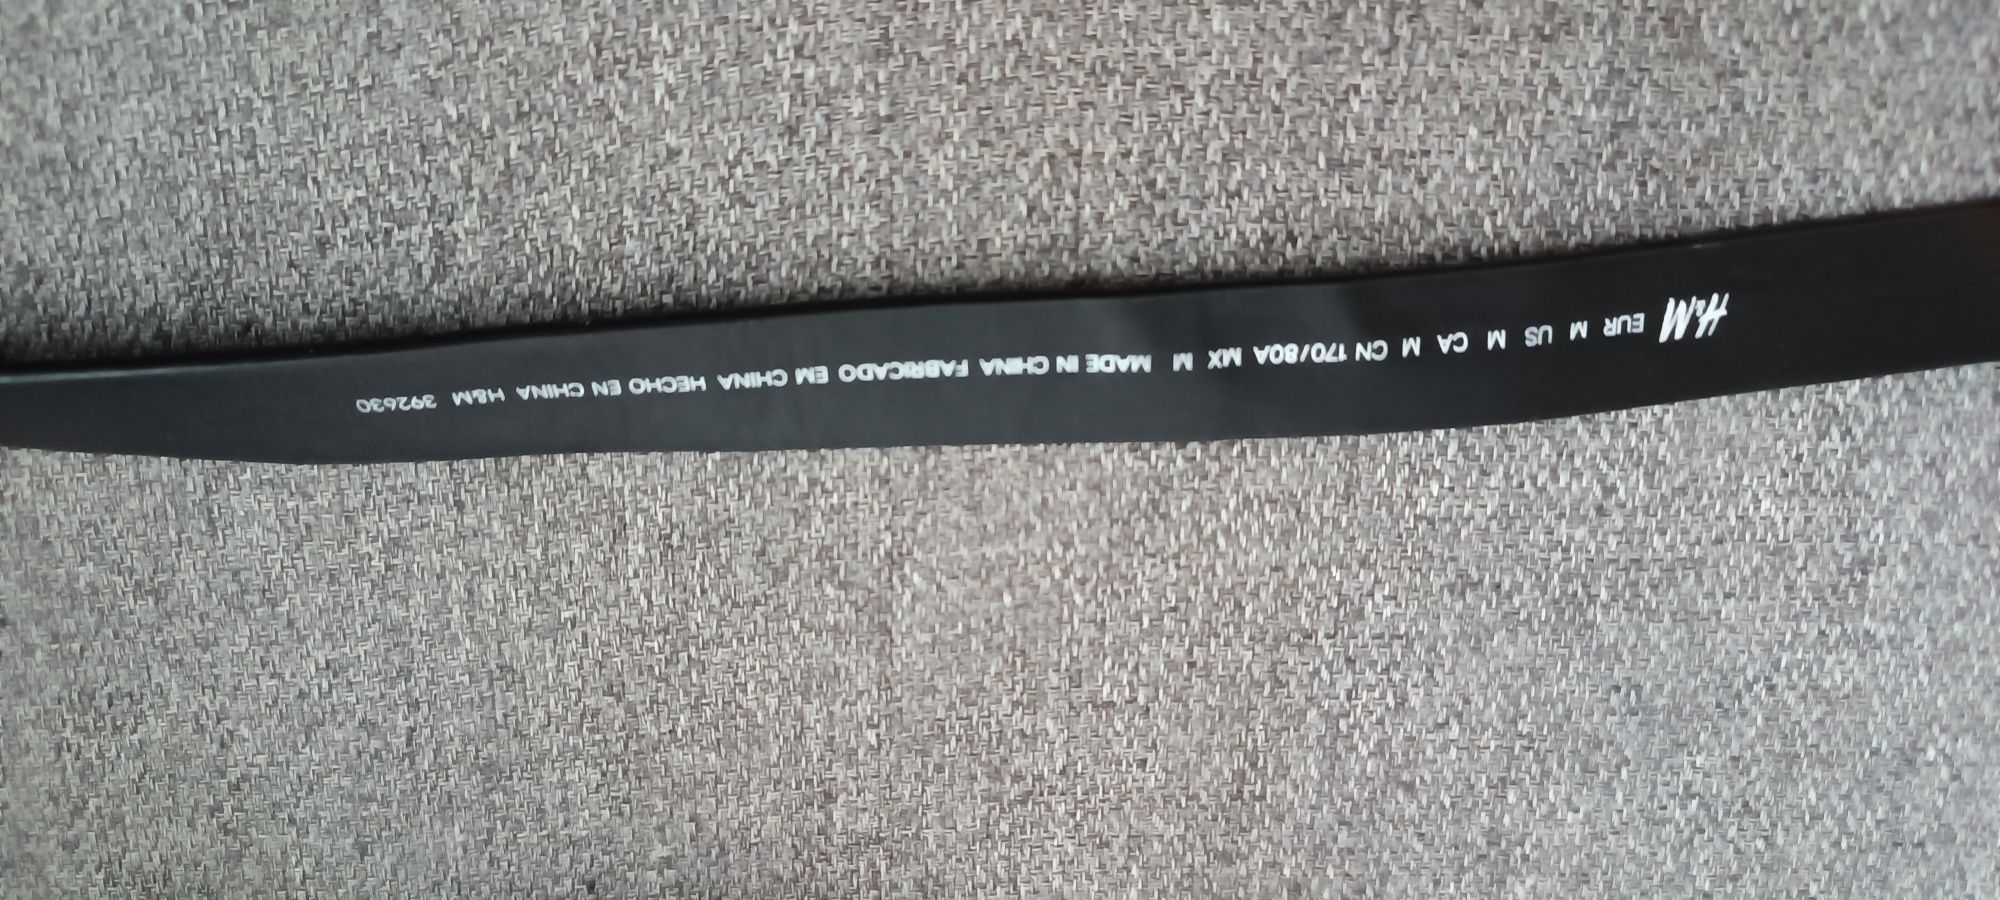 H&M EUR M US M CA M CN 170/80A MX M MADE IN CHINA FABRICADO EM CHINA HECHO EN CHINA H&M 392630